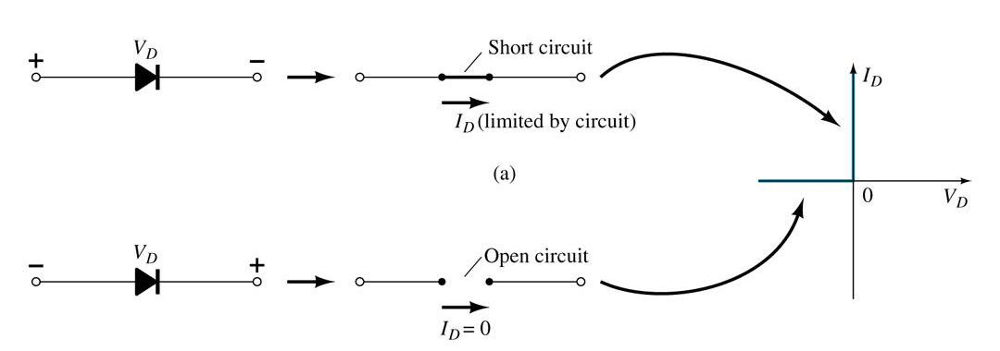 V_D
+ −
Short circuit
I_D (limited by circuit)
(a)
I_D
0
V_D
V_D
− +
Open circuit
I_D = 0